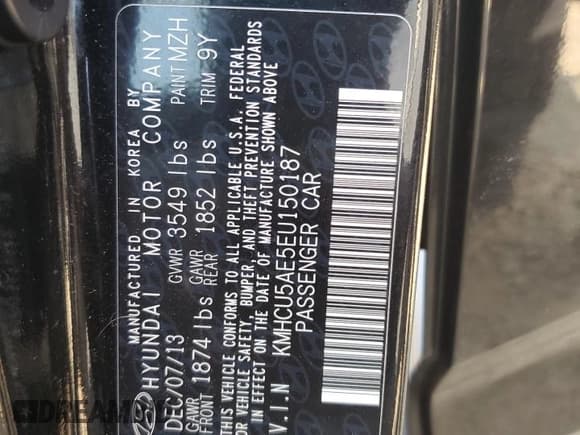 MANUFACTURED IN KOREA BY
HYUNDAI MOTOR COMPANY
DEC/07/13 GVWR 3549 lbs PAINT MZH
GAWR FRONT 1874 lbs GAWR REAR 1852 lbs TRIM 9Y
THIS VEHICLE CONFORMS TO ALL APPLICABLE U.S.A. FEDERAL
MOTOR VEHICLE SAFETY, BUMPER, AND THEFT PREVENTION STANDARDS
IN EFFECT ON THE DATE OF MANUFACTURE SHOWN ABOVE
V.I.N KMHCU5AE5EU150187
PASSENGER CAR